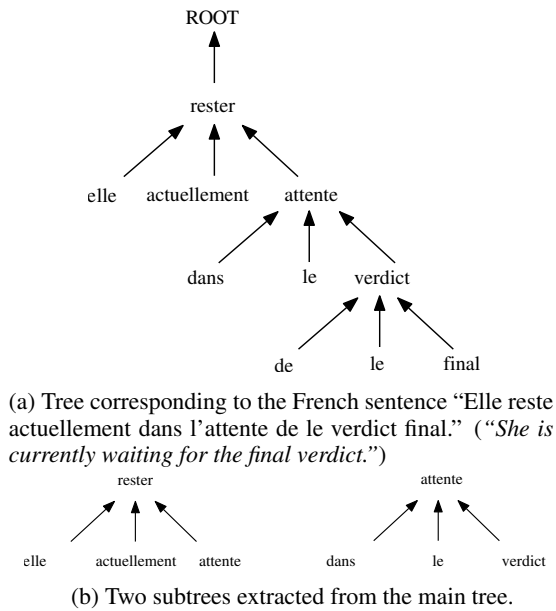 ROOT
rester
elle actuellement attente
dans le verdict
de le final
(a) Tree corresponding to the French sentence “Elle reste
actuellement dans l’attente de le verdict final.” (“She is
currently waiting for the final verdict.”)
rester attente
elle actuellement attente dans le verdict
(b) Two subtrees extracted from the main tree.